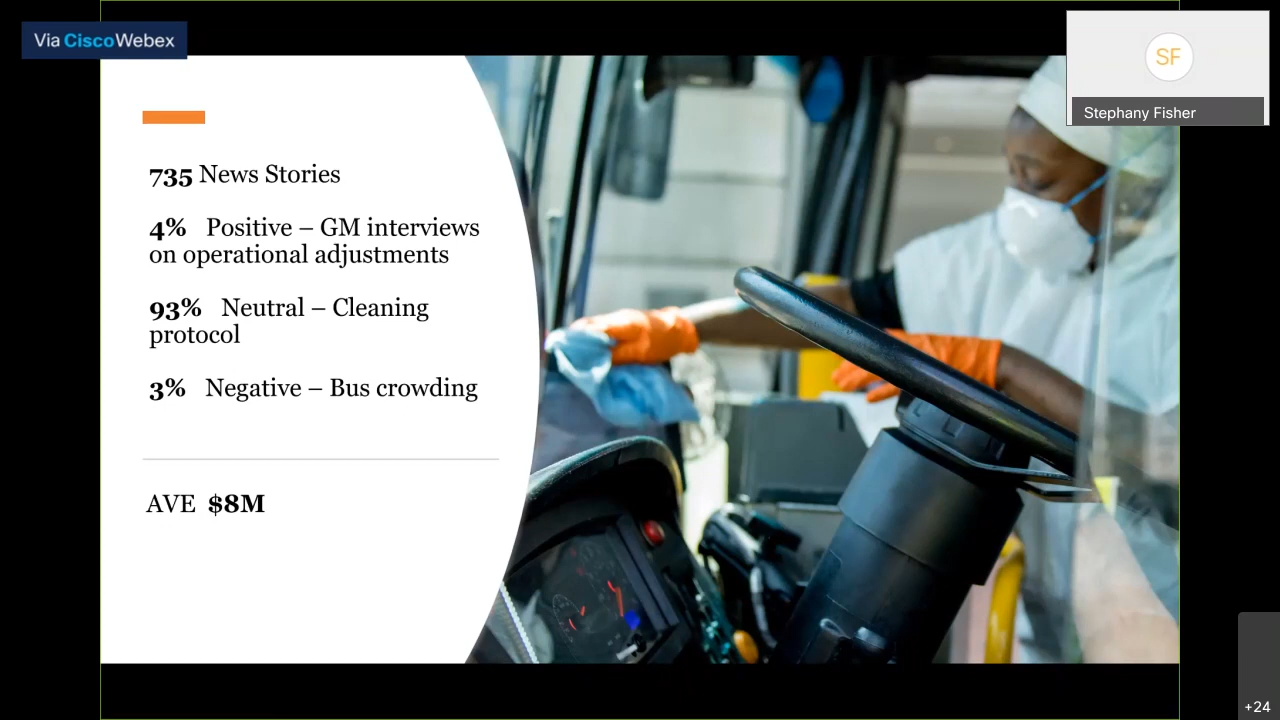 Via CiscoWebex
SF
Stephany Fisher
735 News Stories
4% Positive – GM interviews
on operational adjustments
93% Neutral – Cleaning
protocol
3% Negative – Bus crowding
AVE $8M
+24